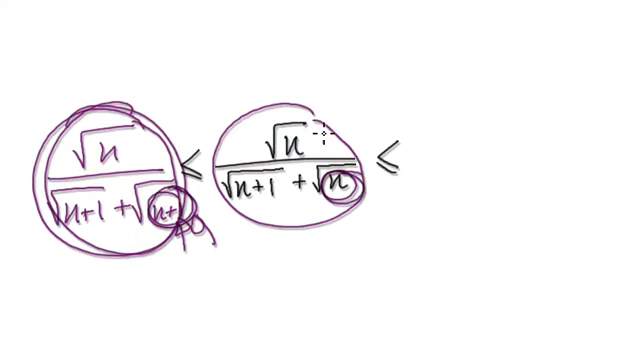 √n / (√n+1 + √n+1) ≤ √n / (√n+1 + √n) ≤